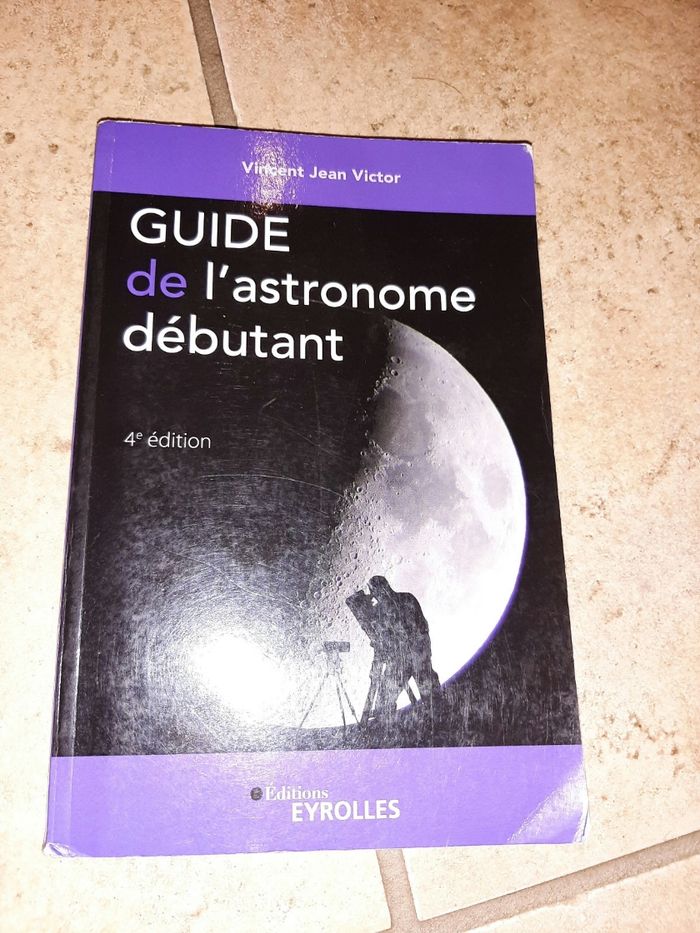 Vincent Jean Victor
GUIDE
de l'astronome
débutant
4e édition
Editions
EYROLLES